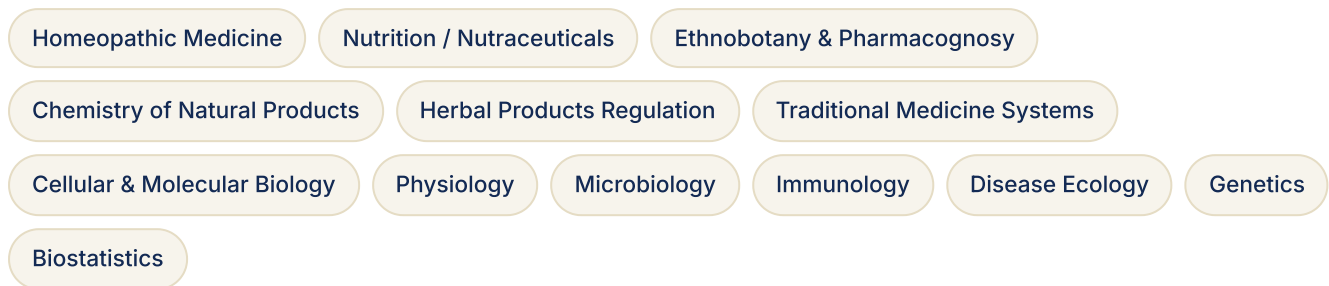 Homeopathic Medicine Nutrition / Nutraceuticals Ethnobotany & Pharmacognosy
Chemistry of Natural Products Herbal Products Regulation Traditional Medicine Systems
Cellular & Molecular Biology Physiology Microbiology Immunology Disease Ecology Genetics
Biostatistics